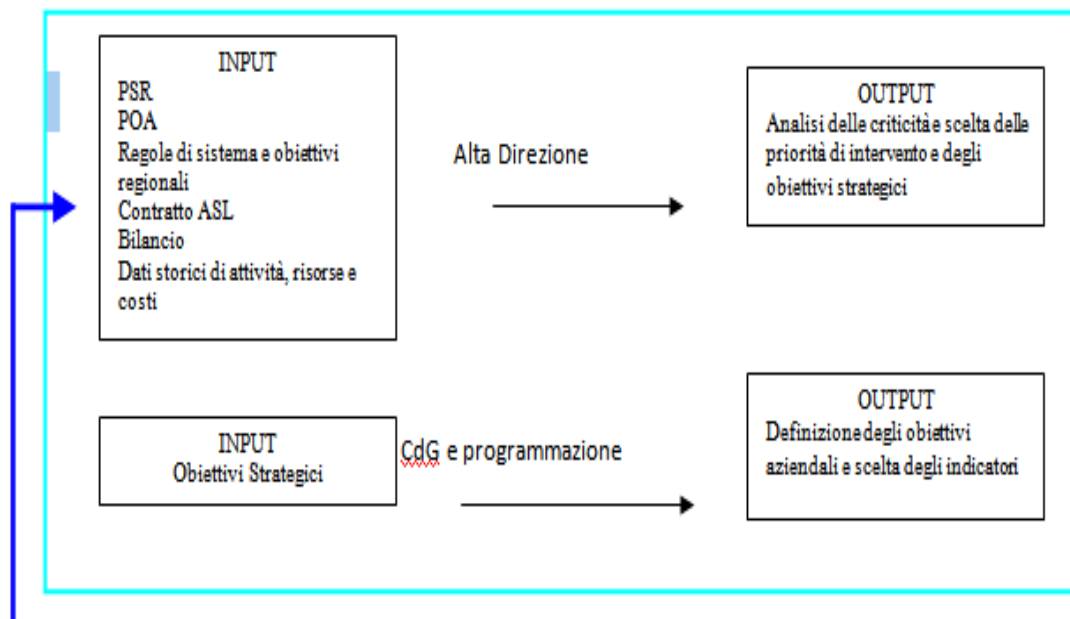 INPUT
PSR
POA
Regole di sistema e obiettivi
regionali
Contratto ASL
Bilancio
Dati storici di attività, risorse e
costi
Alta Direzione
OUTPUT
Analisi delle criticità e scelta delle
priorità di intervento e degli
obiettivi strategici
INPUT
Obiettivi Strategici
CdG e programmazione
OUTPUT
Definizione degli obiettivi
aziendali e scelta degli indicatori